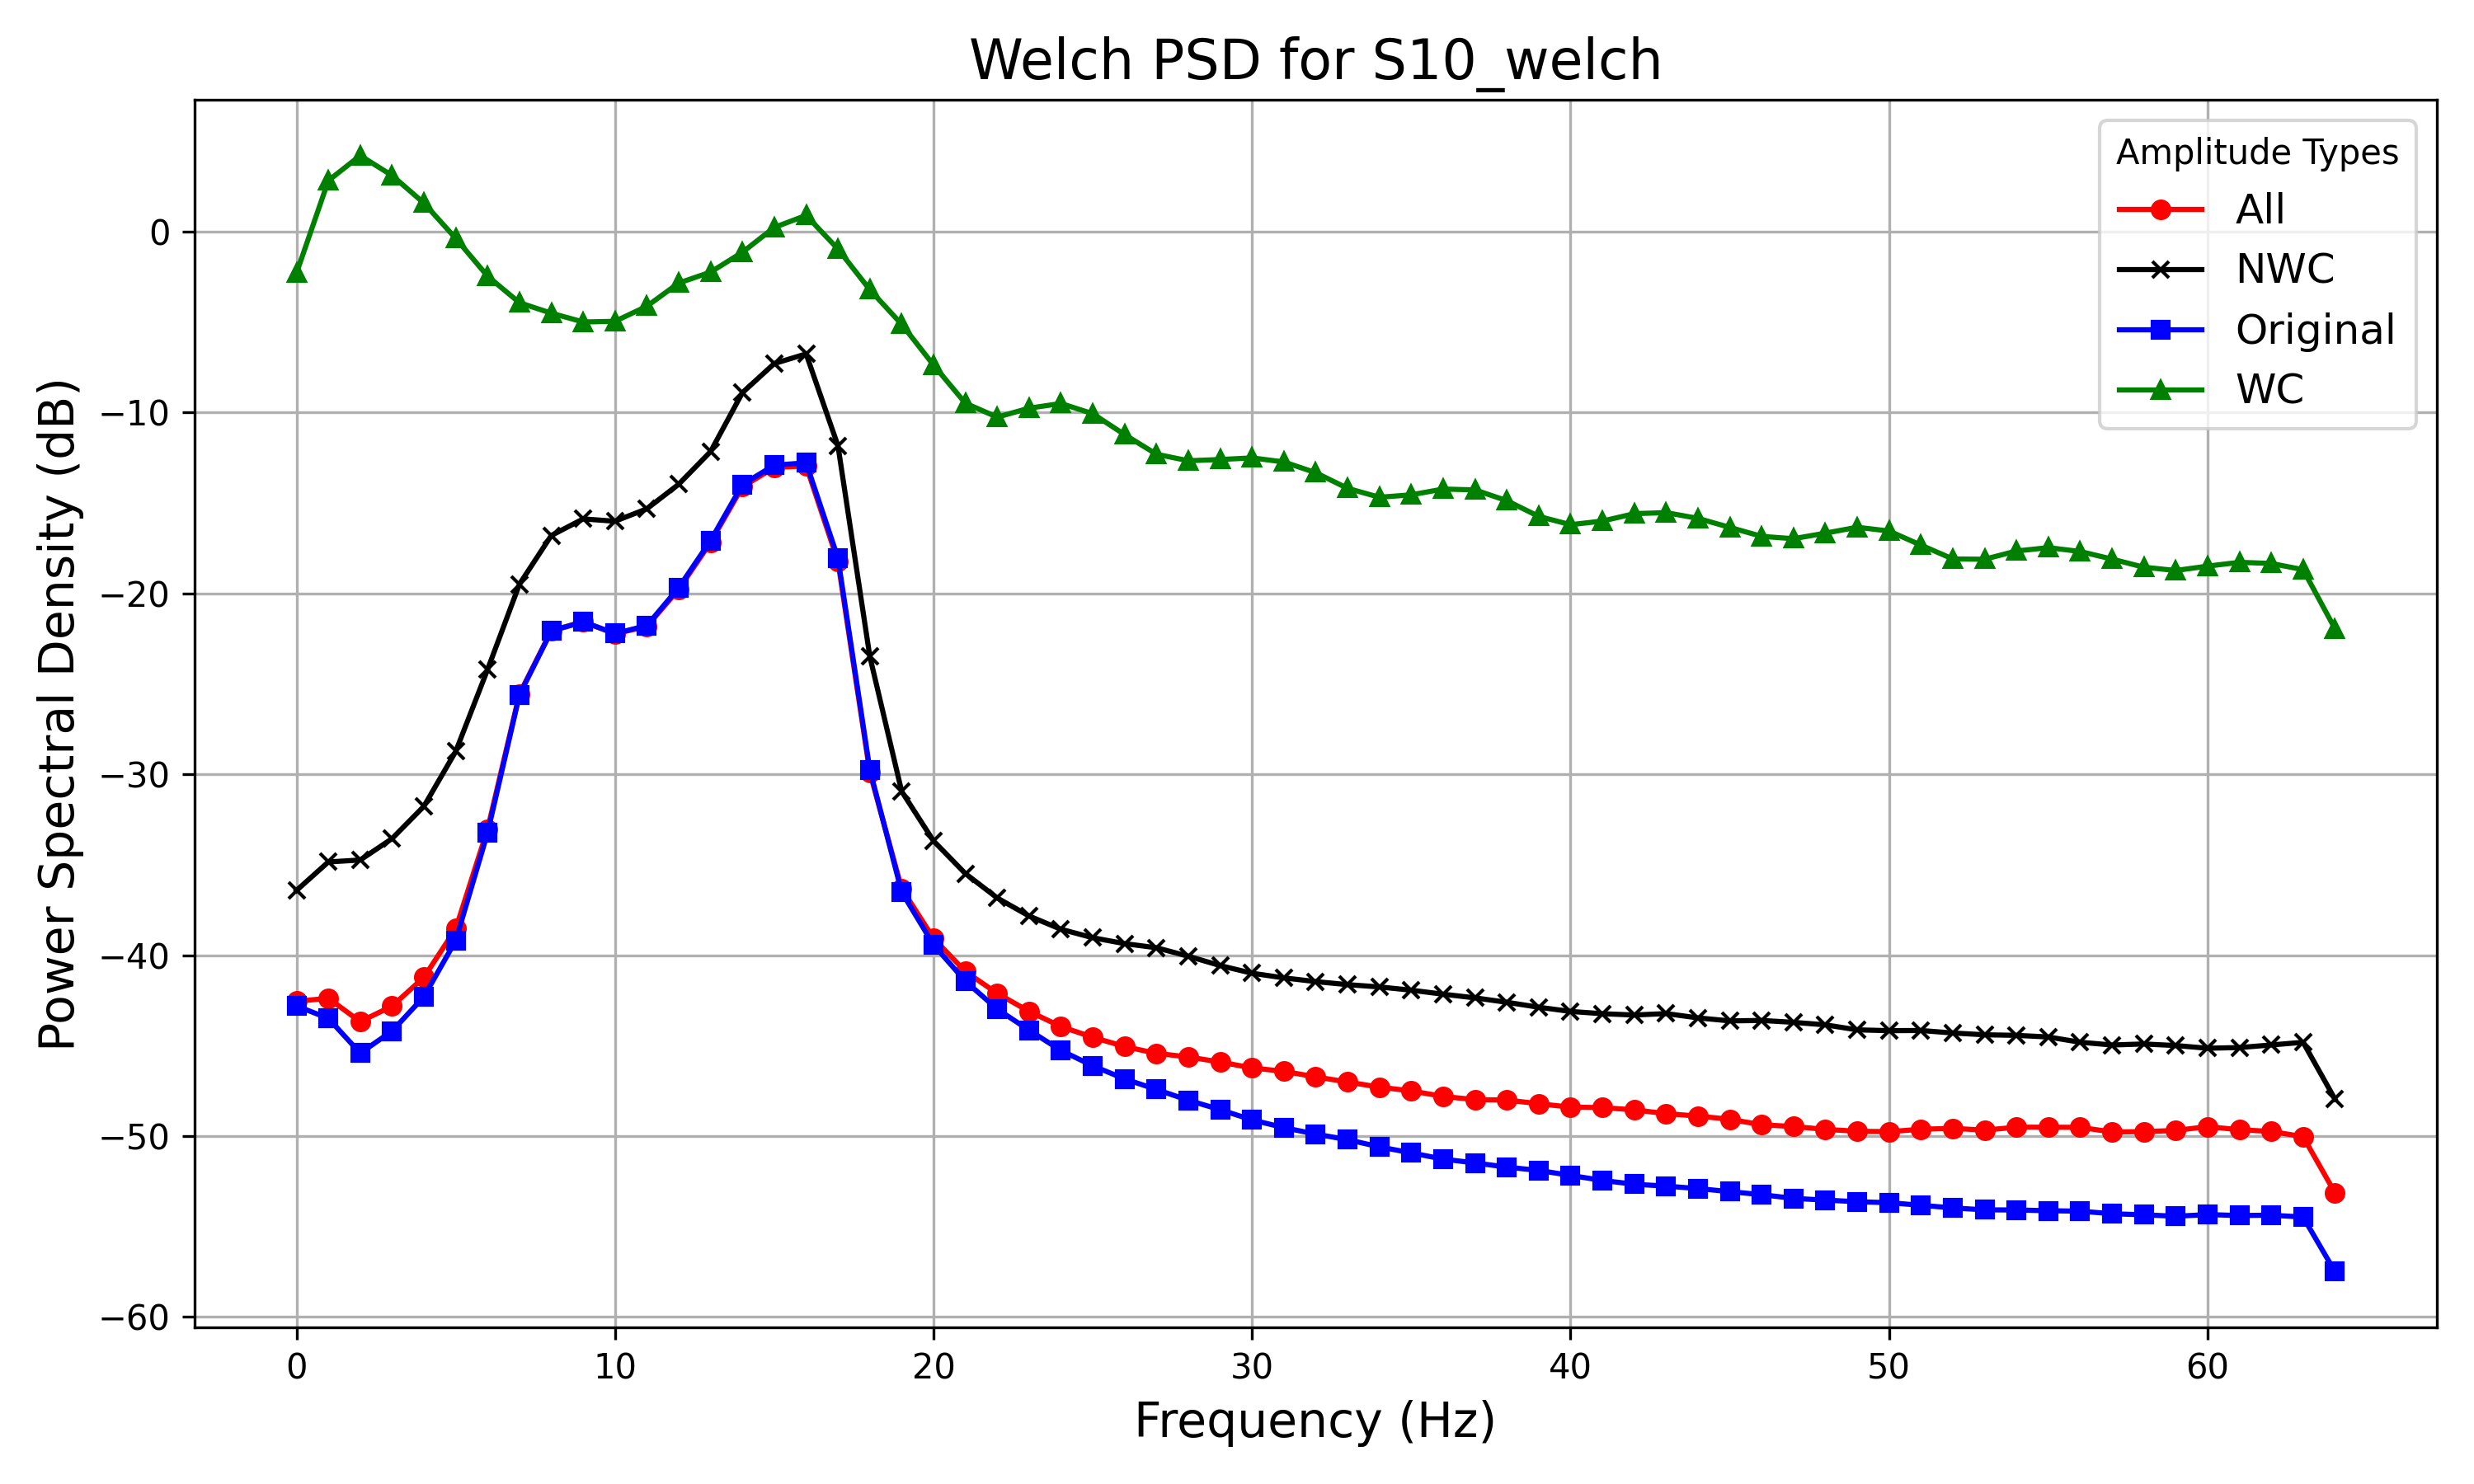 Welch PSD for S10_welch
Amplitude Types
All
NWC
Original
WC
Power Spectral Density (dB)
0
−10
−20
−30
−40
−50
−60
0 10 20 30 40 50 60
Frequency (Hz)